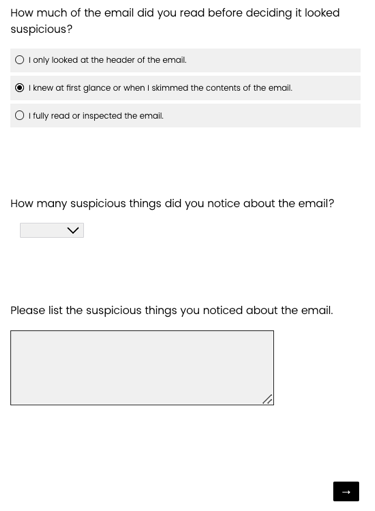 How much of the email did you read before deciding it looked
suspicious?
I only looked at the header of the email.
I knew at first glance or when I skimmed the contents of the email.
I fully read or inspected the email.
How many suspicious things did you notice about the email?
Please list the suspicious things you noticed about the email.
→